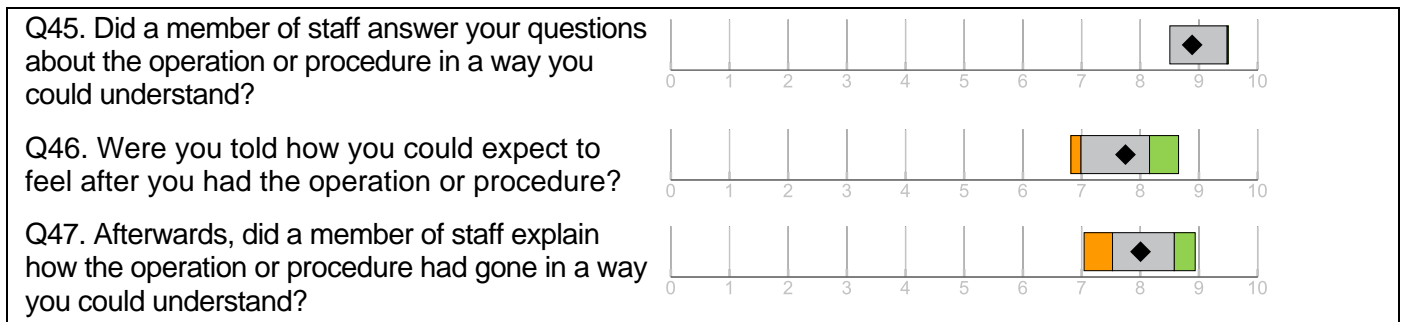 Q45. Did a member of staff answer your questions
about the operation or procedure in a way you
could understand?
0 1 2 3 4 5 6 7 8 9 10
Q46. Were you told how you could expect to
feel after you had the operation or procedure?
0 1 2 3 4 5 6 7 8 9 10
Q47. Afterwards, did a member of staff explain
how the operation or procedure had gone in a way
you could understand?
0 1 2 3 4 5 6 7 8 9 10